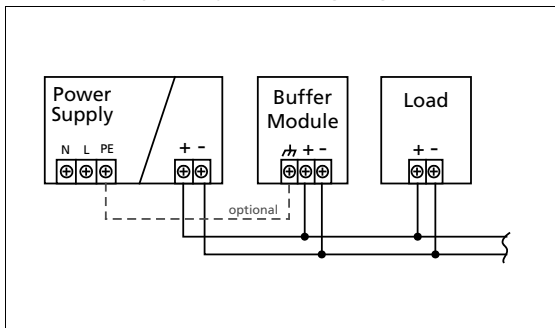 Power
Supply
N L PE
+ -
Buffer
Module
+ -
Load
+ -
optional